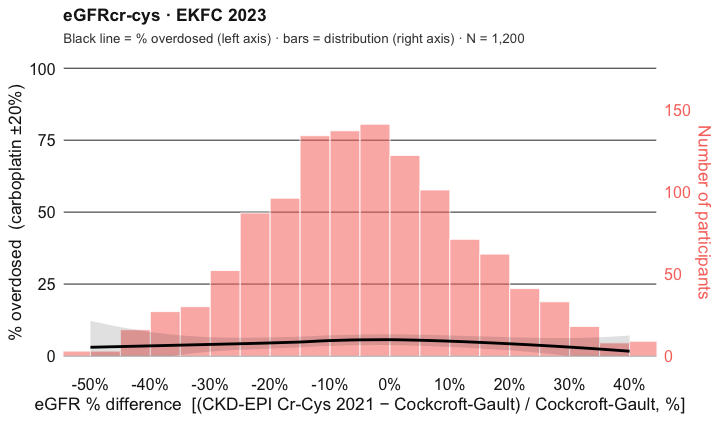 eGFRcr-cys · EKFC 2023
Black line = % overdosed (left axis) · bars = distribution (right axis) · N = 1,200
% overdosed  (carboplatin ±20%)
100
75
50
25
0
150
100
50
0
Number of participants
-50% -40% -30% -20% -10% 0% 10% 20% 30% 40%
eGFR % difference  [(CKD-EPI Cr-Cys 2021 − Cockcroft-Gault) / Cockcroft-Gault, %]